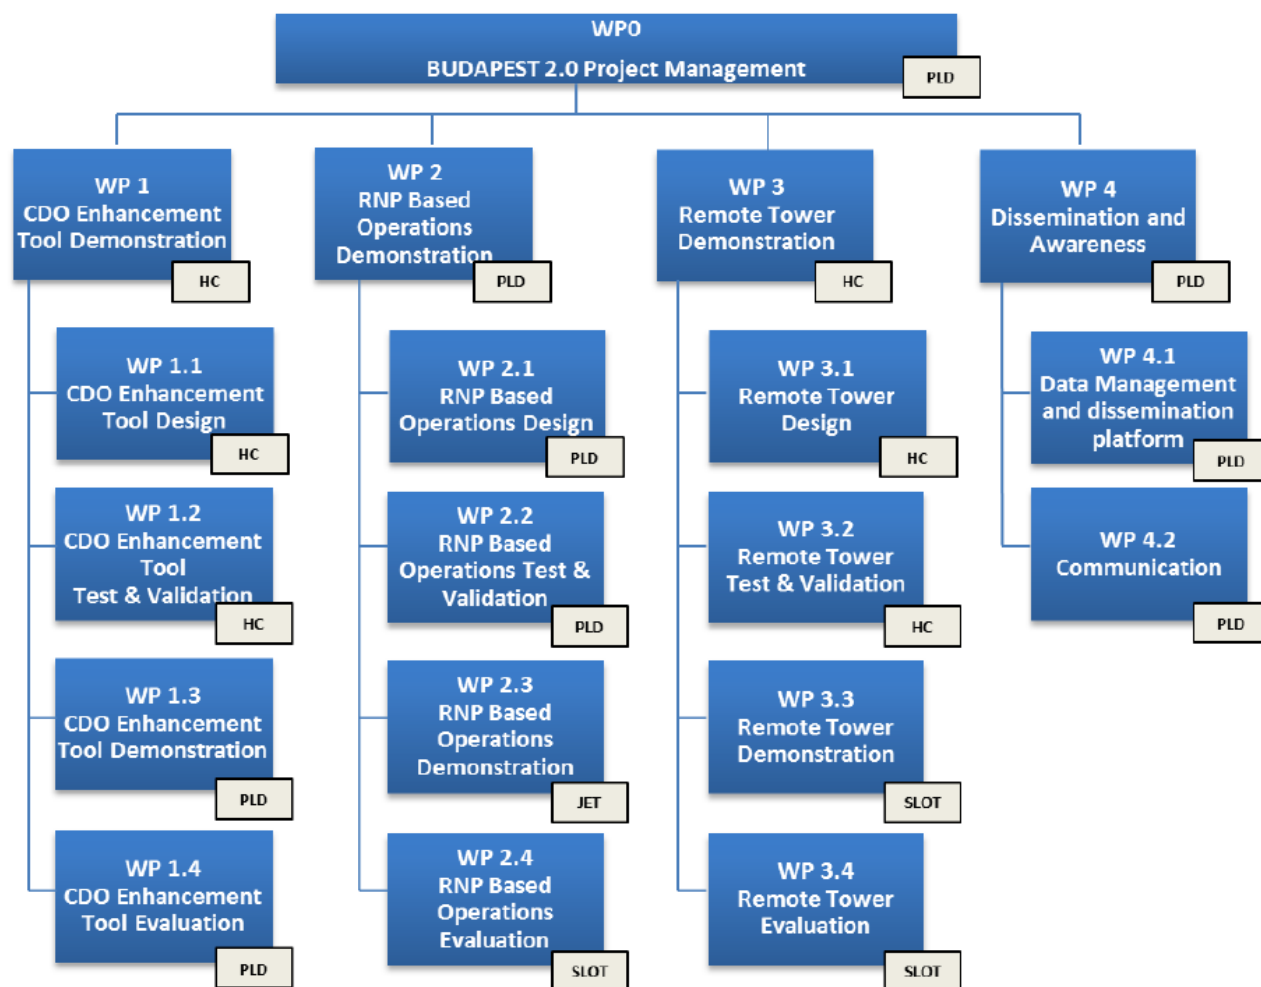 WP0
BUDAPEST 2.0 Project Management
PLD
WP 1
CDO Enhancement
Tool Demonstration
HC
WP 1.1
CDO Enhancement
Tool Design
HC
WP 1.2
CDO Enhancement
Tool
Test & Validation
HC
WP 1.3
CDO Enhancement
Tool Demonstration
PLD
WP 1.4
CDO Enhancement
Tool Evaluation
PLD
WP 2
RNP Based
Operations
Demonstration
PLD
WP 2.1
RNP Based
Operations Design
PLD
WP 2.2
RNP Based
Operations Test &
Validation
PLD
WP 2.3
RNP Based
Operations
Demonstration
JET
WP 2.4
RNP Based
Operations
Evaluation
SLOT
WP 3
Remote Tower
Demonstration
HC
WP 3.1
Remote Tower
Design
HC
WP 3.2
Remote Tower
Test & Validation
HC
WP 3.3
Remote Tower
Demonstration
SLOT
WP 3.4
Remote Tower
Evaluation
SLOT
WP 4
Dissemination and
Awareness
PLD
WP 4.1
Data Management
and dissemination
platform
PLD
WP 4.2
Communication
PLD